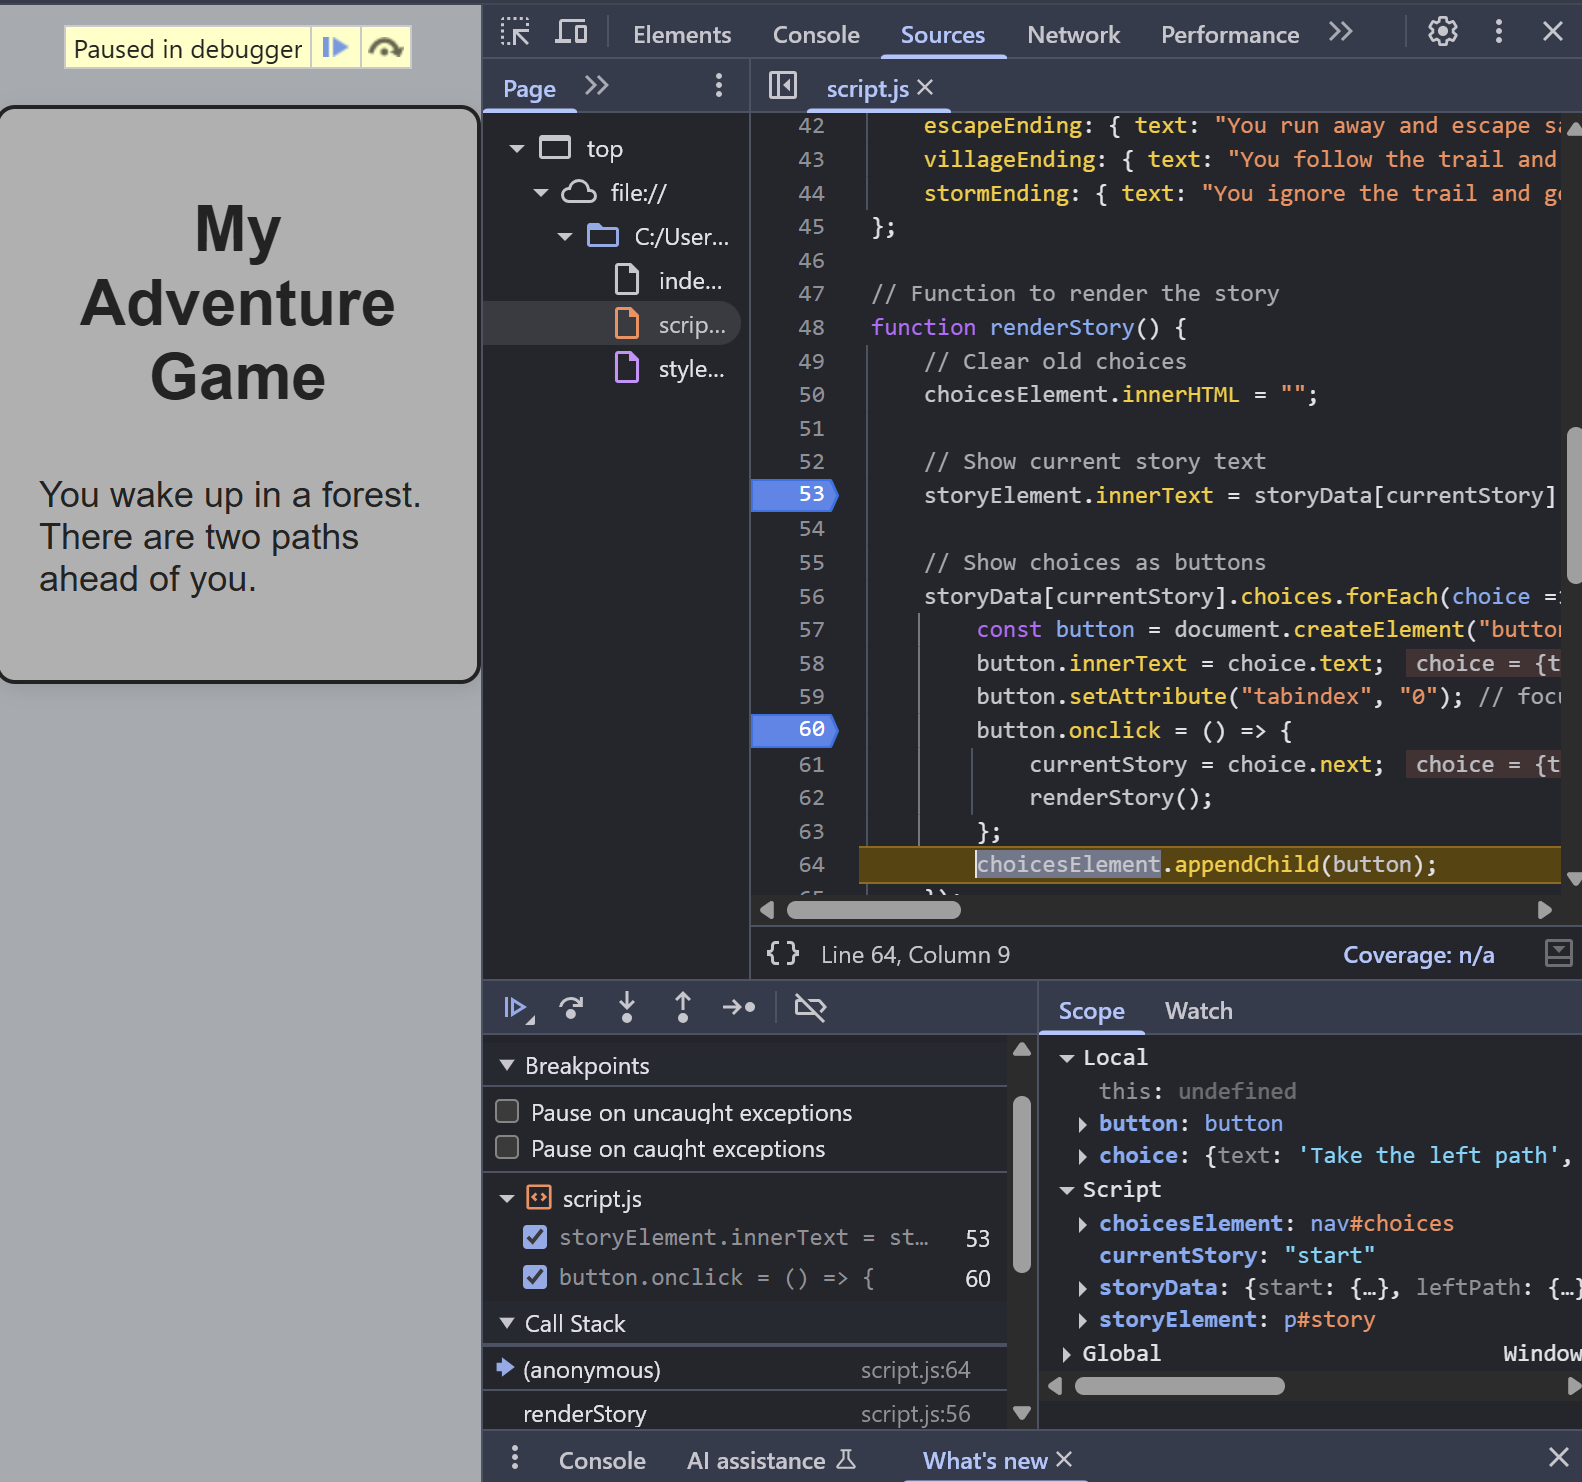 Paused in debugger
My
Adventure
Game
You wake up in a forest.
There are two paths
ahead of you.
Elements Console Sources Network Performance
Page
top
file://
C:/User...
inde...
scrip...
style...
script.js
42 escapeEnding: { text: "You run away and escape sa
43 villageEnding: { text: "You follow the trail and
44 stormEnding: { text: "You ignore the trail and go
45 };
46
47 // Function to render the story
48 function renderStory() {
49 // Clear old choices
50 choicesElement.innerHTML = "";
51
52 // Show current story text
53 storyElement.innerText = storyData[currentStory]
54
55 // Show choices as buttons
56 storyData[currentStory].choices.forEach(choice =
57 const button = document.createElement("button
58 button.innerText = choice.text; choice = {t
59 button.setAttribute("tabindex", "0"); // focu
60 button.onclick = () => {
61 currentStory = choice.next; choice = {t
62 renderStory();
63 };
64 choicesElement.appendChild(button);
{} Line 64, Column 9 Coverage: n/a
Breakpoints
Pause on uncaught exceptions
Pause on caught exceptions
script.js
storyElement.innerText = st... 53
button.onclick = () => { 60
Call Stack
(anonymous) script.js:64
renderStory script.js:56
Scope Watch
Local
this: undefined
button: button
choice: {text: 'Take the left path',
Script
choicesElement: nav#choices
currentStory: "start"
storyData: {start: {…}, leftPath: {…}
storyElement: p#story
Global Window
Console AI assistance What's new